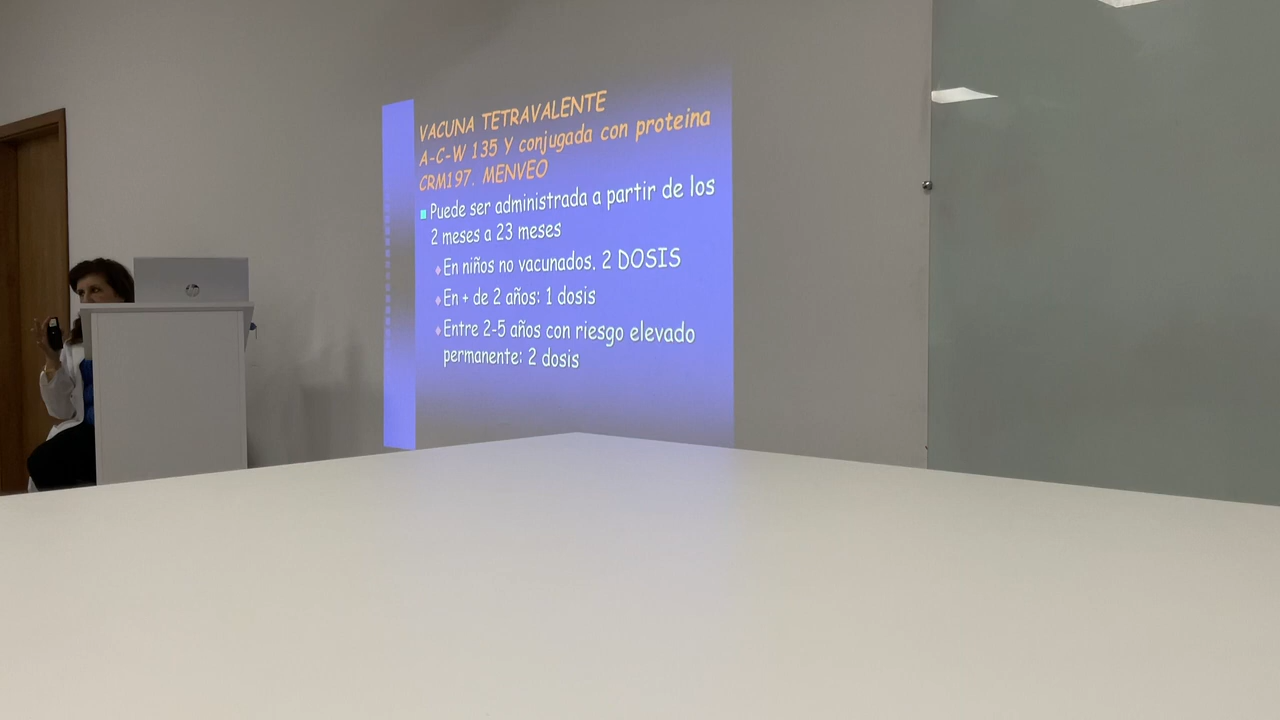 VACUNA TETRAVALENTE
A-C-W 135 Y conjugada con proteina
CRM197. MENVEO
Puede ser administrada a partir de los
2 meses a 23 meses
En niños no vacunados. 2 DOSIS
En + de 2 años: 1 dosis
Entre 2-5 años con riesgo elevado
permanente: 2 dosis